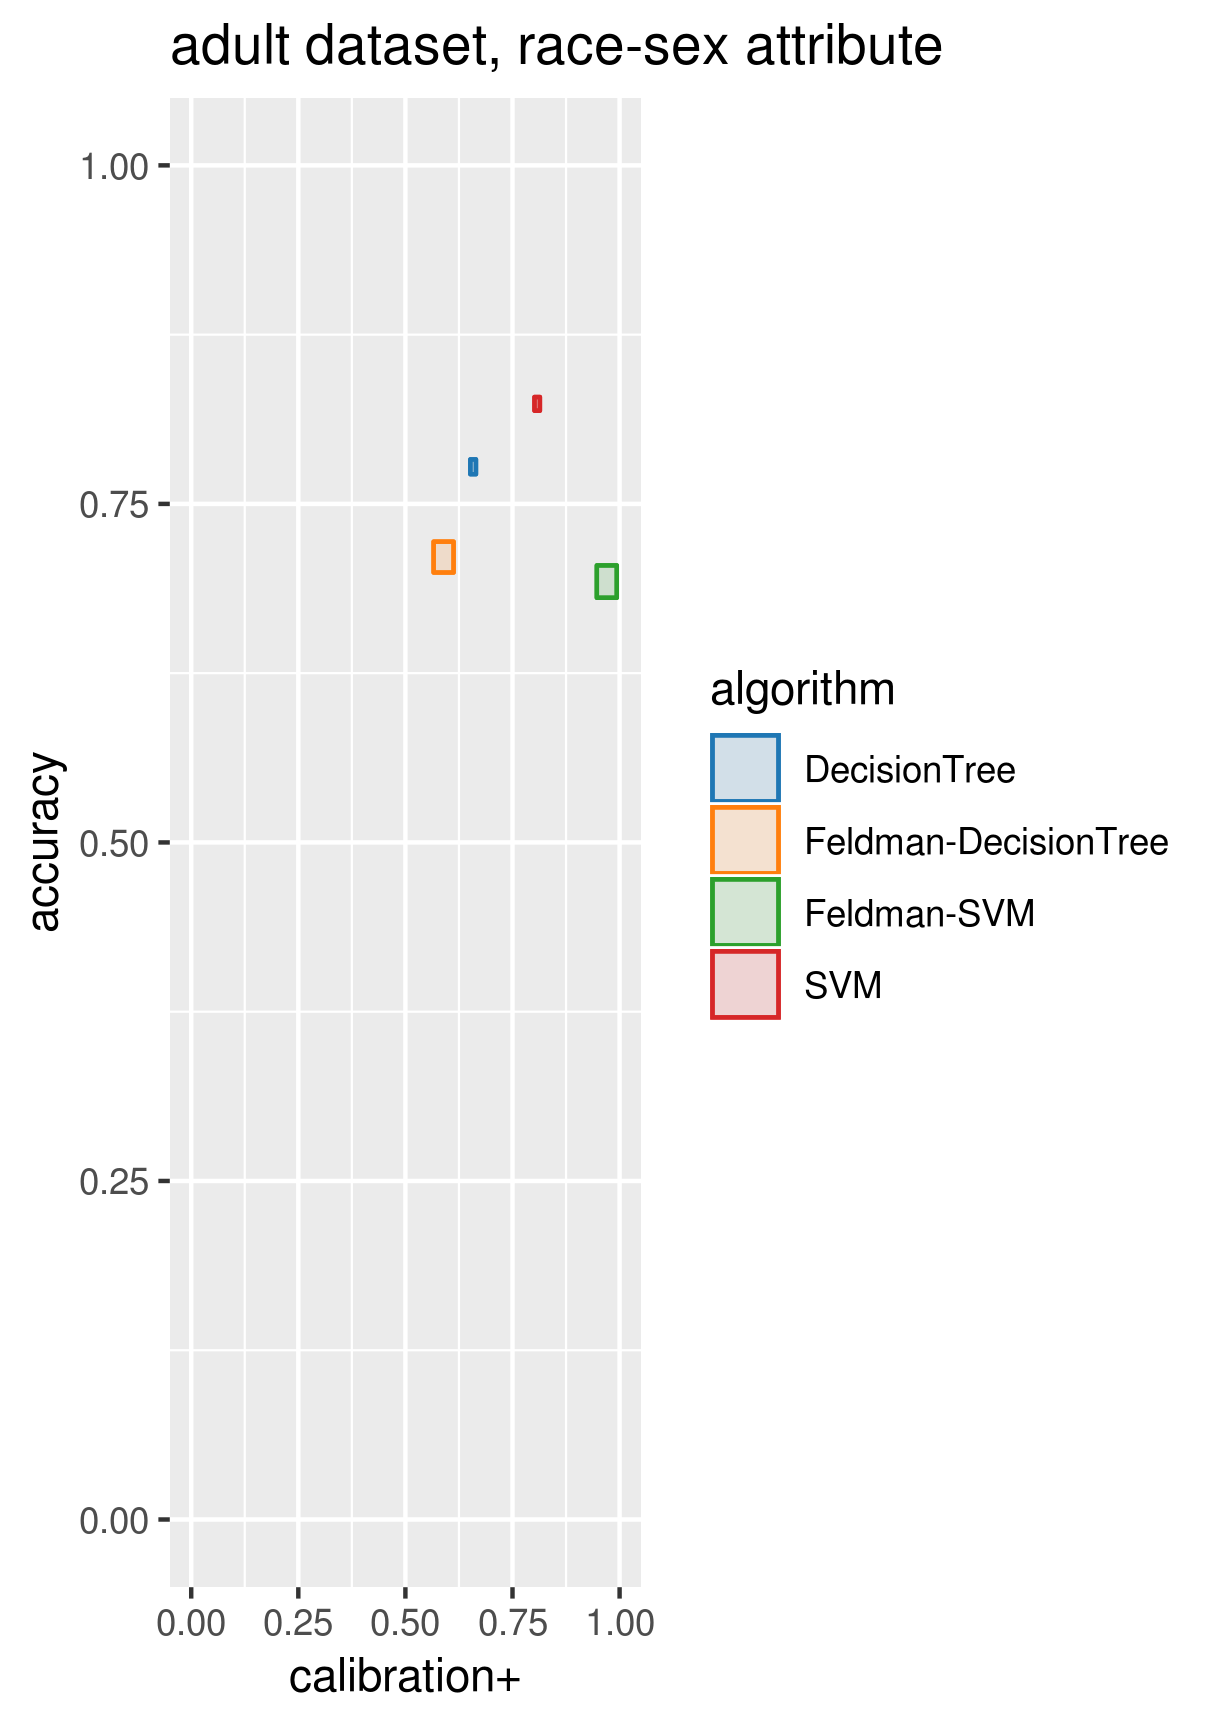 adult dataset, race-sex attribute
1.00
0.75
0.50
0.25
0.00
accuracy
0.00 0.25 0.50 0.75 1.00
calibration+
algorithm
DecisionTree
Feldman-DecisionTree
Feldman-SVM
SVM